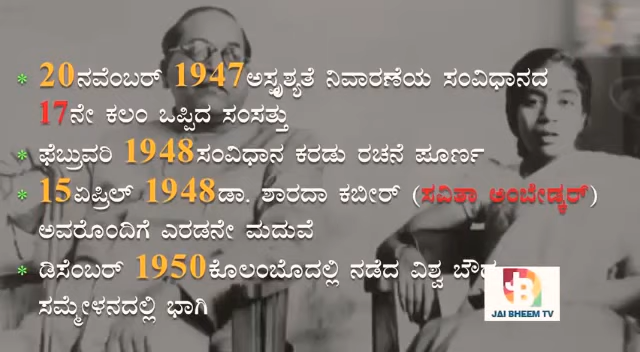 * 20ನವೆಂಬರ್ 1947ಅಸ್ಪೃಶ್ಯತೆ ನಿವಾರಣೆಯ ಸಂವಿಧಾನದ
17ನೇ ಕಲಂ ಒಪ್ಪಿದ ಸಂಸತ್ತು
* ಫೆಬ್ರುವರಿ 1948ಸಂವಿಧಾನ ಕರಡು ರಚನೆ ಪೂರ್ಣ
* 15ಏಪ್ರಿಲ್ 1948ಡಾ. ಶಾರದಾ ಕಬೀರ್ (ಸವಿತಾ ಅಂಬೇಡ್ಕರ್)
ಅವರೊಂದಿಗೆ ಎರಡನೇ ಮದುವೆ
* ಡಿಸೆಂಬರ್ 1950ಕೊಲಂಬೊದಲ್ಲಿ ನಡೆದ ವಿಶ್ವ
ಸಮ್ಮೇಳನದಲ್ಲಿ ಭಾಗಿ
JB
JAI BHEEM TV